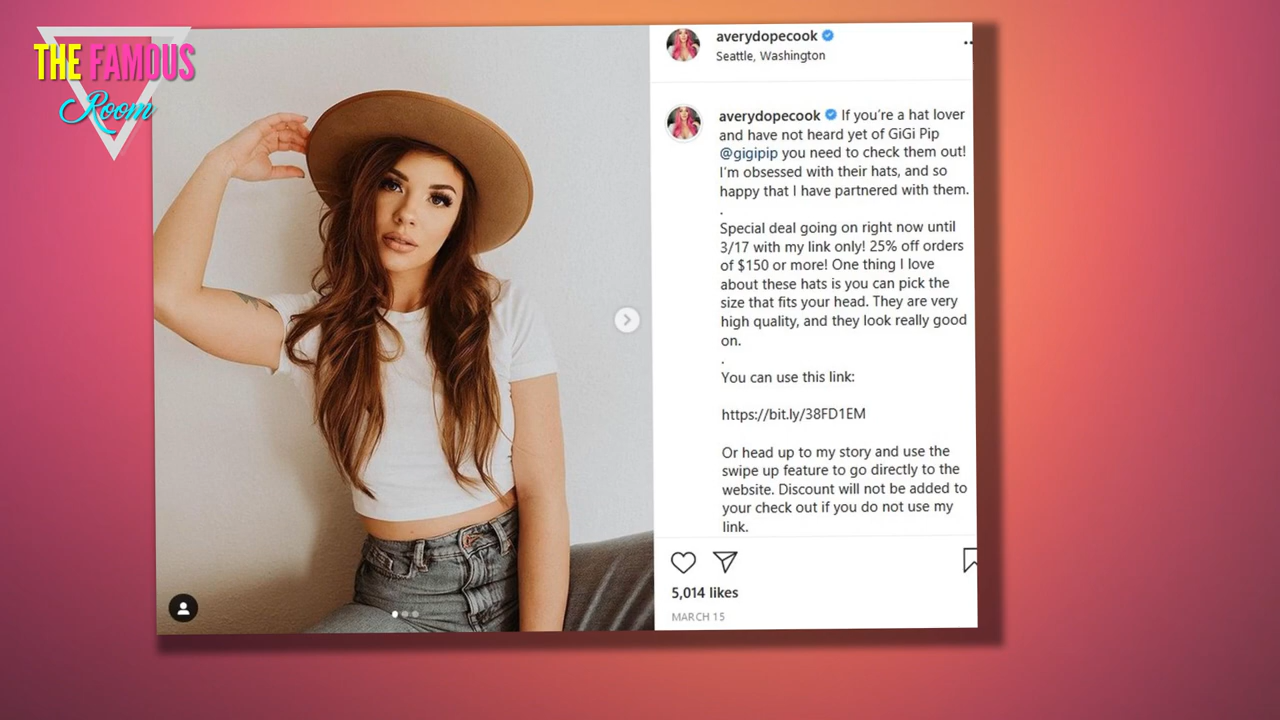 THE FAMOUS
Room
averydopecook
Seattle, Washington
averydopecook If you're a hat lover
and have not heard yet of GiGi Pip
@gigipip you need to check them out!
I'm obsessed with their hats, and so
happy that I have partnered with them.
.
Special deal going on right now until
3/17 with my link only! 25% off orders
of $150 or more! One thing I love
about these hats is you can pick the
size that fits your head. They are very
high quality, and they look really good
on.
.
You can use this link:
https://bit.ly/38FD1EM
Or head up to my story and use the
swipe up feature to go directly to the
website. Discount will not be added to
your check out if you do not use my
link.
5,014 likes
MARCH 15